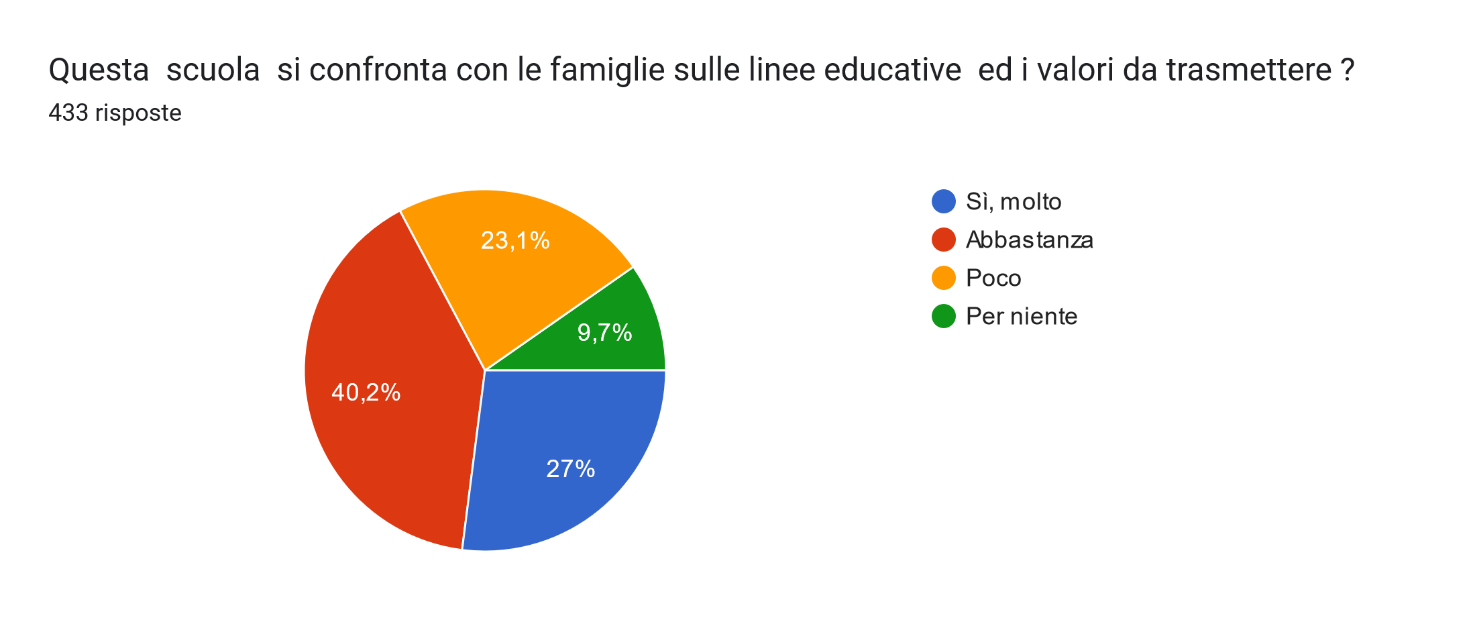 Questa  scuola  si confronta con le famiglie sulle linee educative  ed i valori da trasmettere ?
433 risposte
23,1%
9,7%
40,2%
27%
Sì, molto
Abbastanza
Poco
Per niente